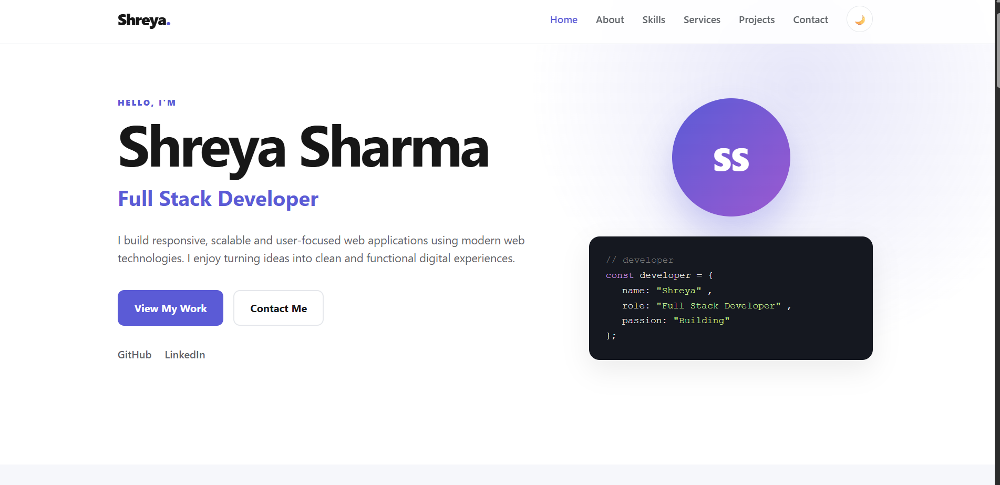 Shreya.
Home About Skills Services Projects Contact
HELLO, I'M
Shreya Sharma
Full Stack Developer
I build responsive, scalable and user-focused web applications using modern web
technologies. I enjoy turning ideas into clean and functional digital experiences.
View My Work Contact Me
GitHub LinkedIn
SS
// developer
const developer = {
name: "Shreya" ,
role: "Full Stack Developer" ,
passion: "Building"
};